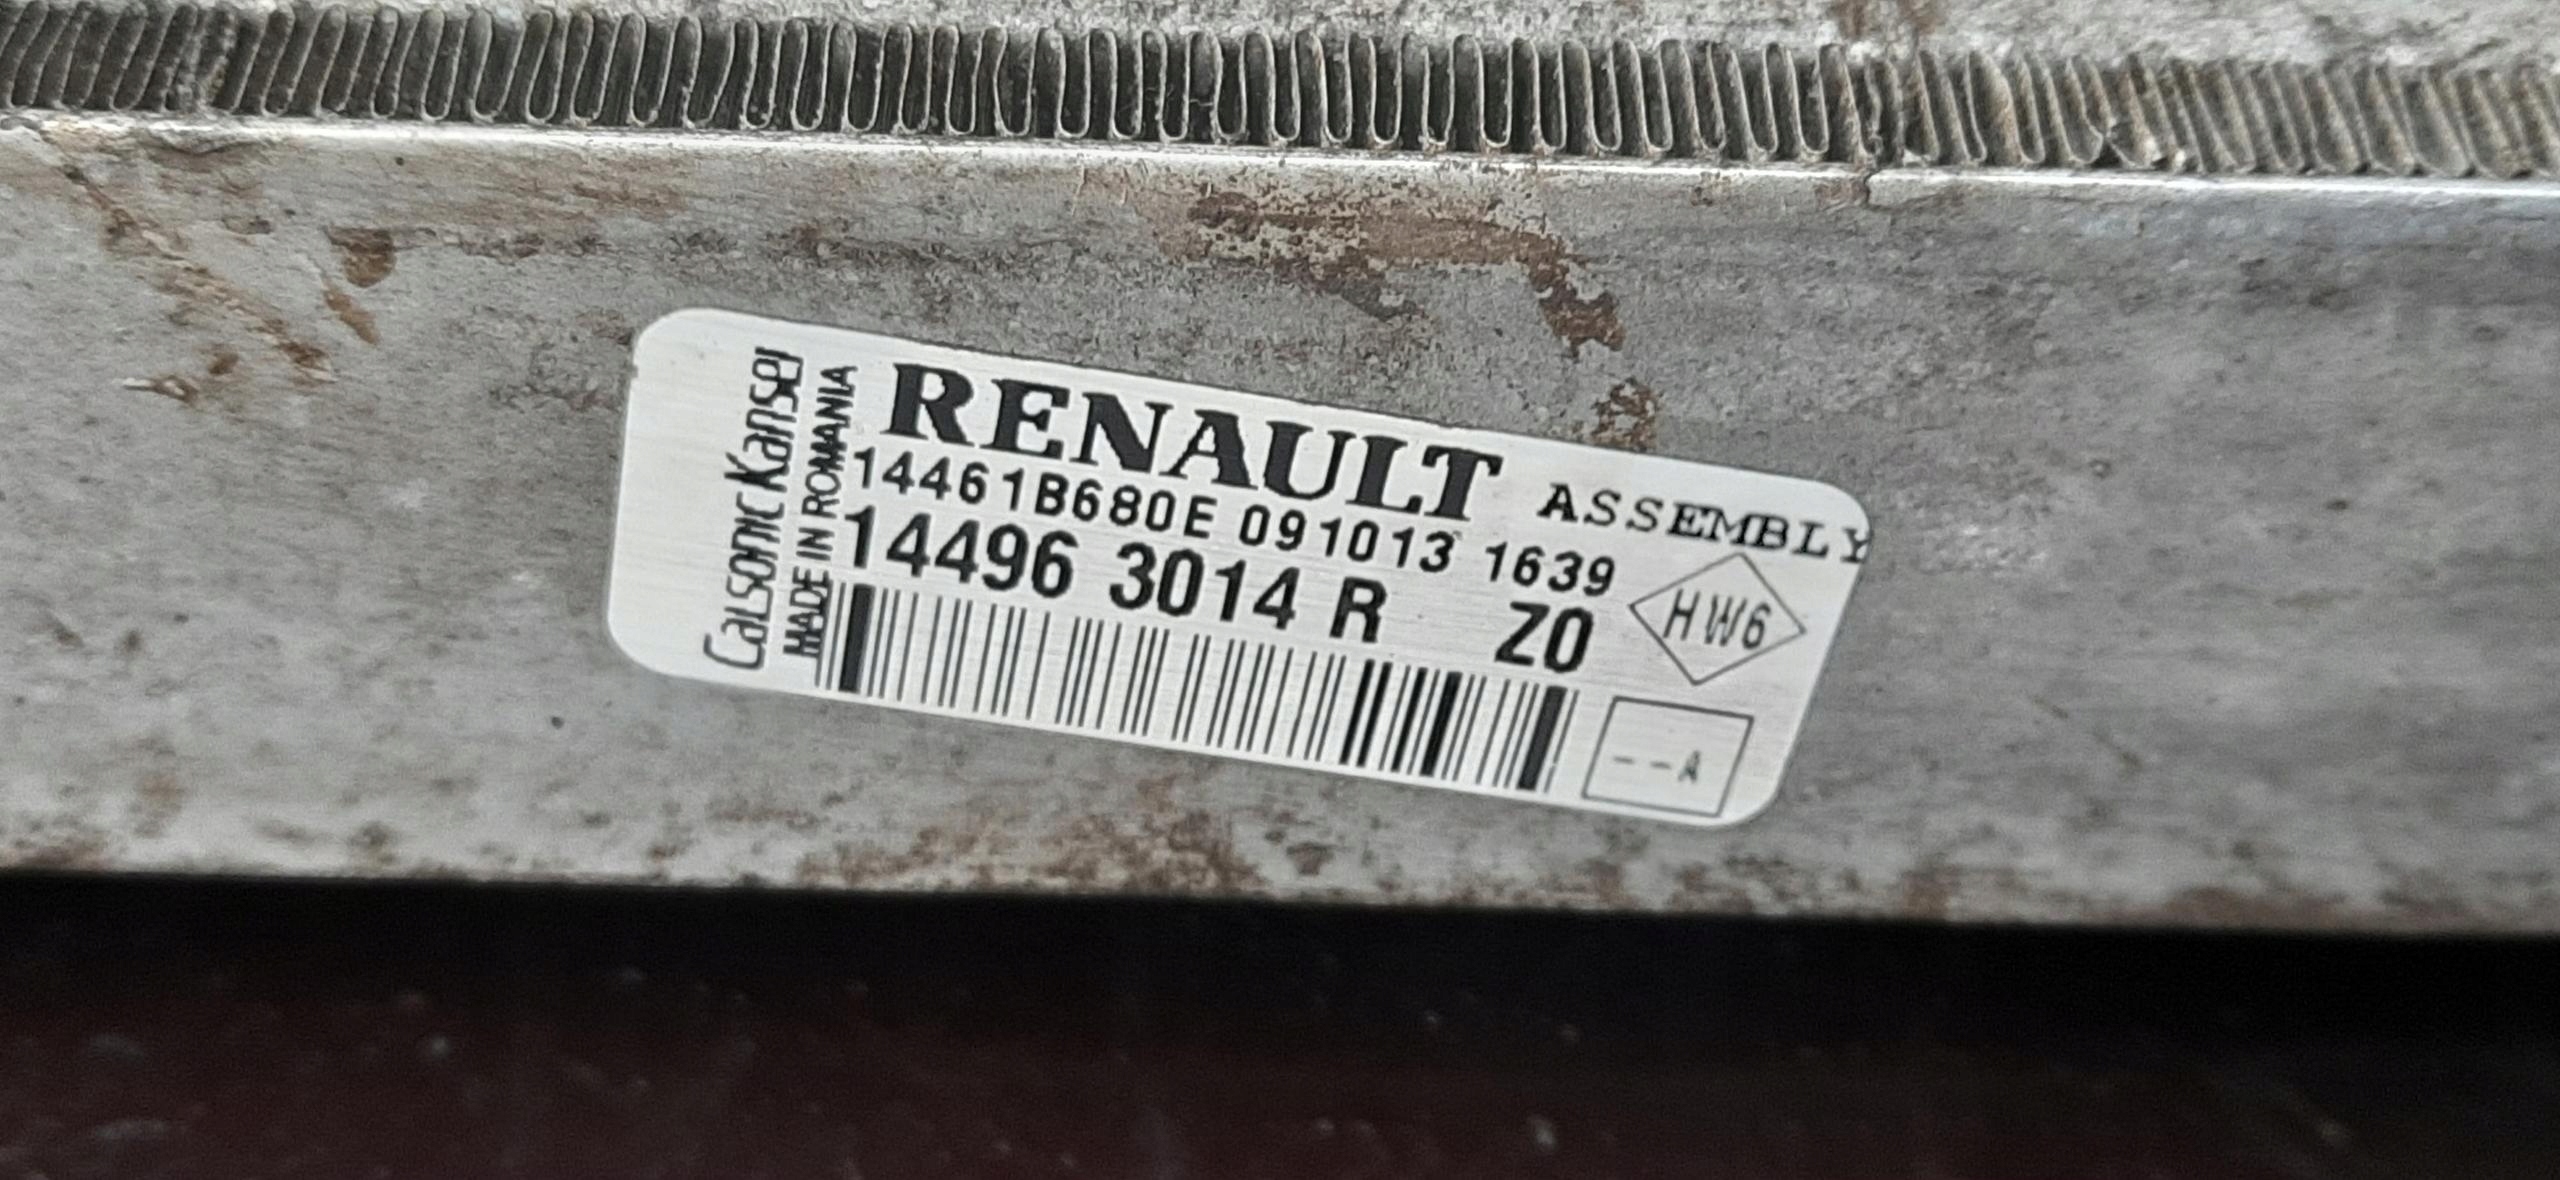 Calsonic Kansei
MADE IN ROMANIA
RENAULT ASSEMBLY
14461B680E 091013 1639
14496 3014 R Z0
HW6
--A